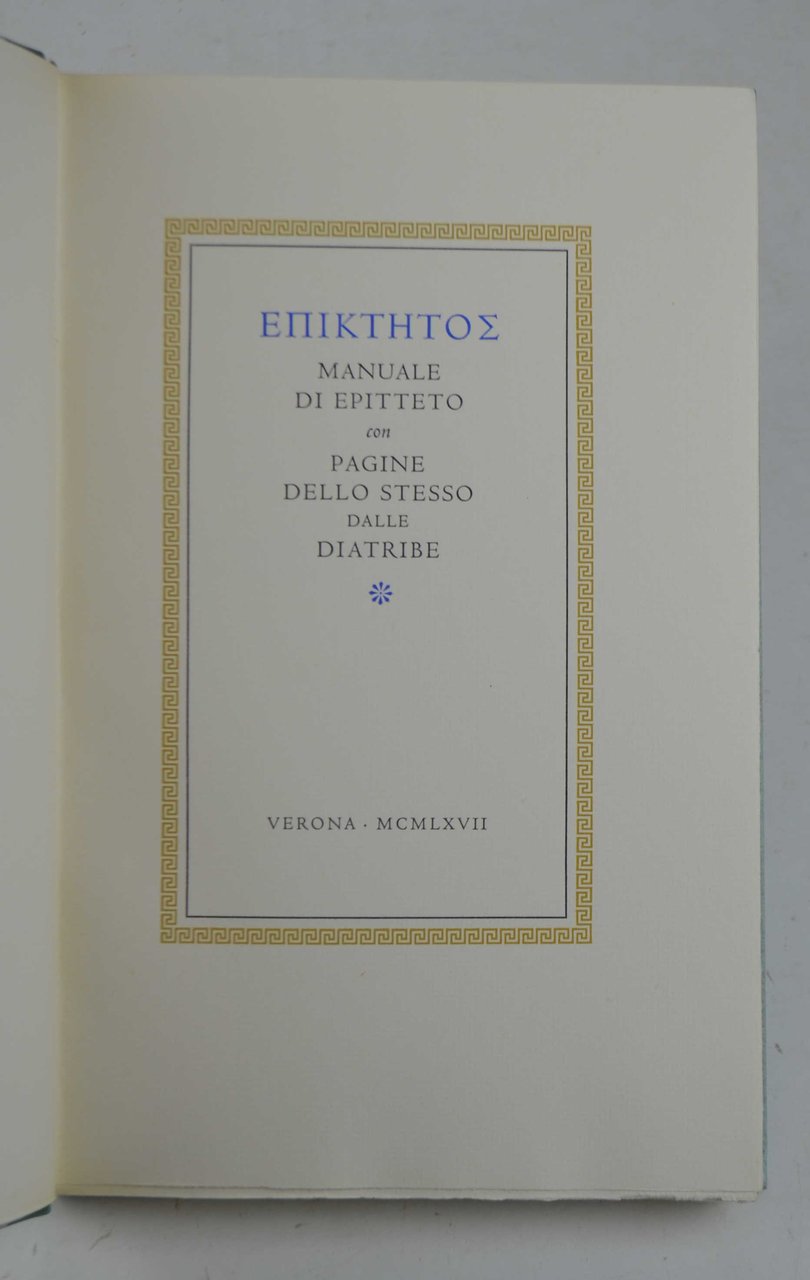 ΕΠΙΚΤΗΤΟΣ
MANUALE
DI EPITTETO
con
PAGINE
DELLO STESSO
DALLE
DIATRIBE
VERONA · MCMLXVII